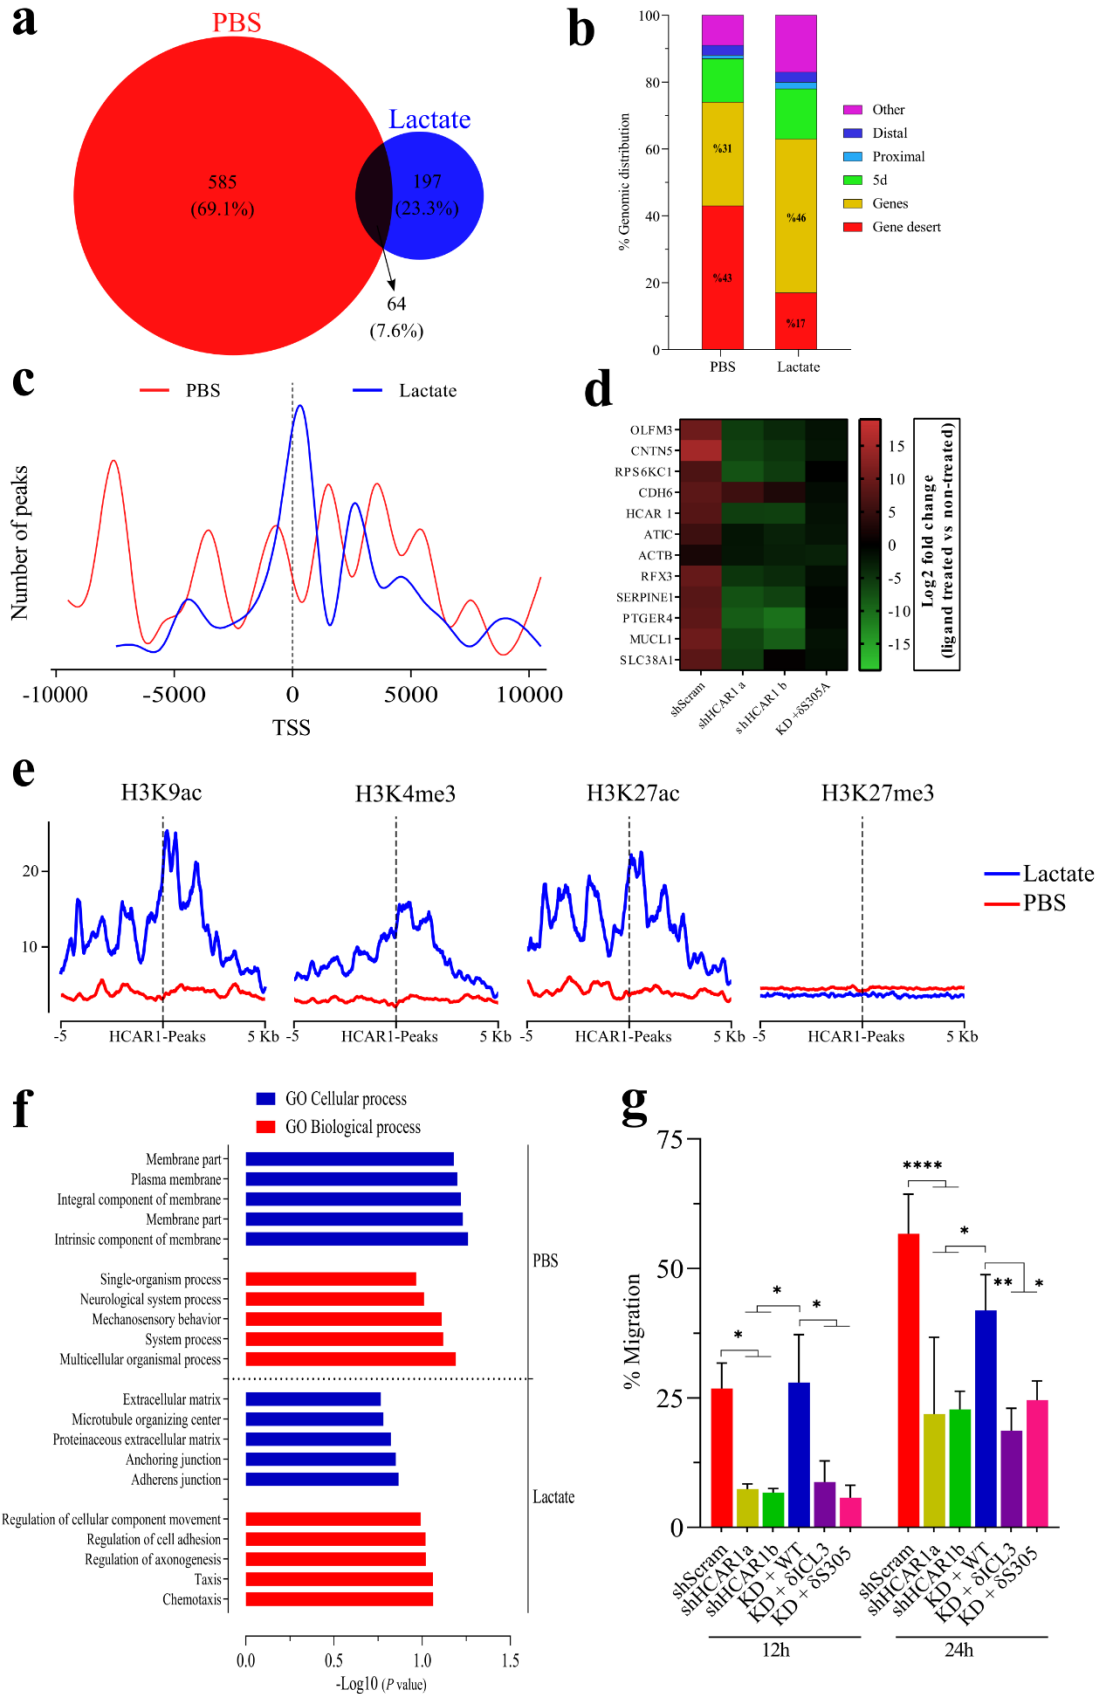 a
PBS
Lactate
585
(69.1%)
197
(23.3%)
64
(7.6%)
b
% Genomic distribution
100
80
60
40
20
0
%31
%43
%46
%17
PBS
Lactate
Other
Distal
Proximal
5d
Genes
Gene desert
c
PBS
Lactate
Number of peaks
-10000
-5000
0
5000
10000
TSS
d
OLFM3
CNTN5
RPS6KC1
CDH6
HCAR 1
ATIC
ACTB
RFX3
SERPINE1
PTGER4
MUCL1
SLC38A1
shScram
shHCAR1 a
shHCAR1 b
KD +δS305A
15
10
5
0
-5
-10
-15
Log2 fold change
(ligand treated vs non-treated)
e
H3K9ac
H3K4me3
H3K27ac
H3K27me3
20
10
-5
HCAR1-Peaks
5 Kb
-5
HCAR1-Peaks
5 Kb
-5
HCAR1-Peaks
5 Kb
-5
HCAR1-Peaks
5 Kb
Lactate
PBS
f
GO Cellular process
GO Biological process
Membrane part
Plasma membrane
Integral component of membrane
Membrane part
Intrinsic component of membrane
Single-organism process
Neurological system process
Mechanosensory behavior
System process
Multicellular organismal process
PBS
Extracellular matrix
Microtubule organizing center
Proteinaceous extracellular matrix
Anchoring junction
Adherens junction
Regulation of cellular component movement
Regulation of cell adhesion
Regulation of axonogenesis
Taxis
Chemotaxis
Lactate
0.0
0.5
1.0
1.5
-Log10 (P value)
g
% Migration
75
50
25
0
*
*
*
****
*
**
*
shScram
shHCAR1a
shHCAR1b
KD + WT
KD + δICL3
KD + δS305
shScram
shHCAR1a
shHCAR1b
KD + WT
KD + δICL3
KD + δS305
12h
24h